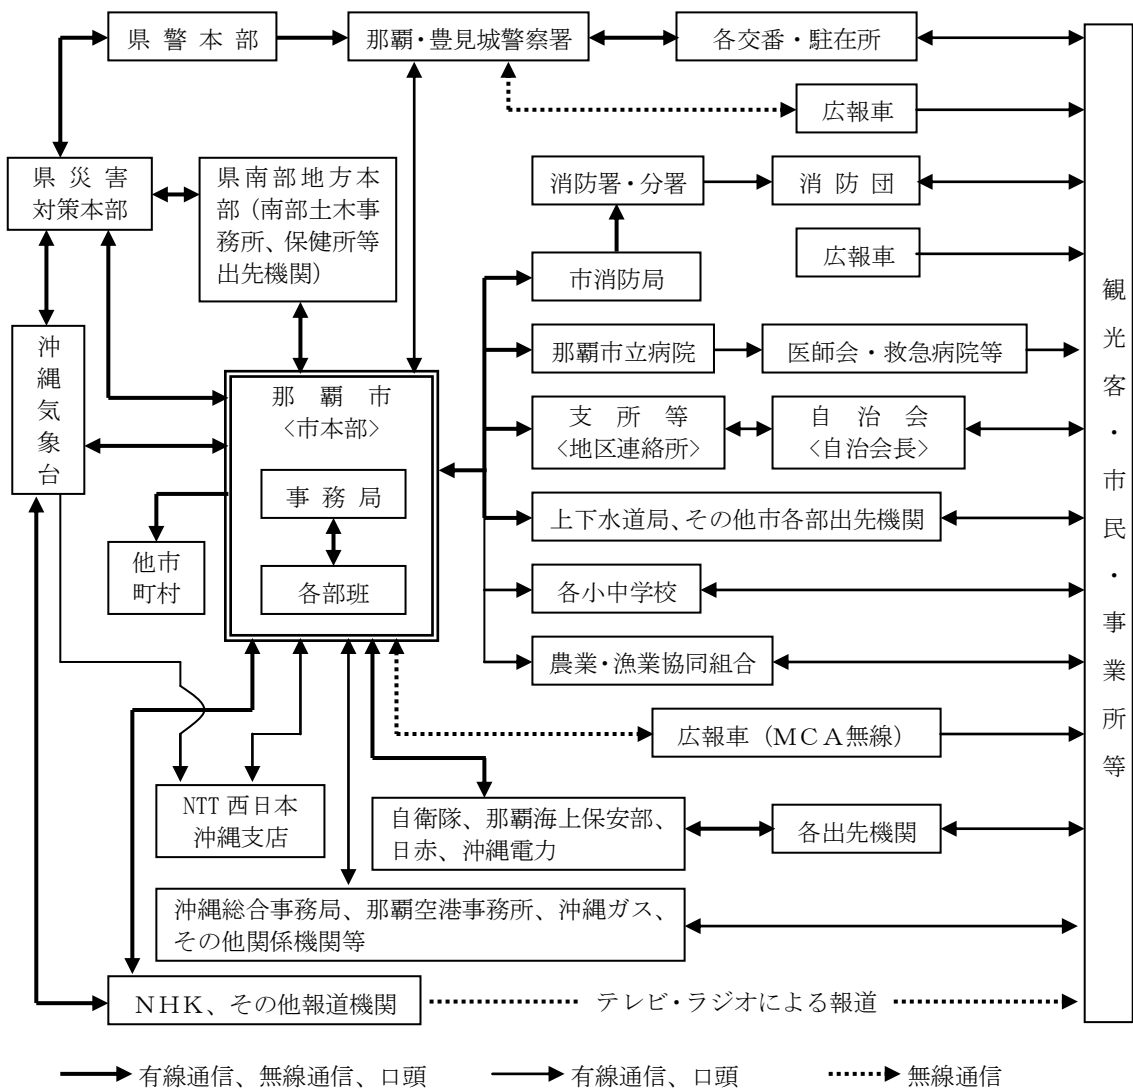 県警本部
那覇・豊見城警察署
各交番・駐在所
広報車
県災害
対策本部
県南部地方本
部（南部土木事
務所、保健所等
出先機関）
消防署・分署
消防団
広報車
市消防局
沖縄気象台
那覇市立病院
医師会・救急病院等
那覇市
〈市本部〉
支所等
〈地区連絡所〉
自治会
〈自治会長〉
事務局
各部班
上下水道局、その他市各部出先機関
他市
町村
各小中学校
農業・漁業協同組合
広報車（ＭＣＡ無線）
NTT西日本
沖縄支店
自衛隊、那覇海上保安部、
日赤、沖縄電力
各出先機関
沖縄総合事務局、那覇空港事務所、沖縄ガス、
その他関係機関等
ＮＨＫ、その他報道機関
テレビ・ラジオによる報道
観光客・市民・事業所等
有線通信、無線通信、口頭
有線通信、口頭
無線通信